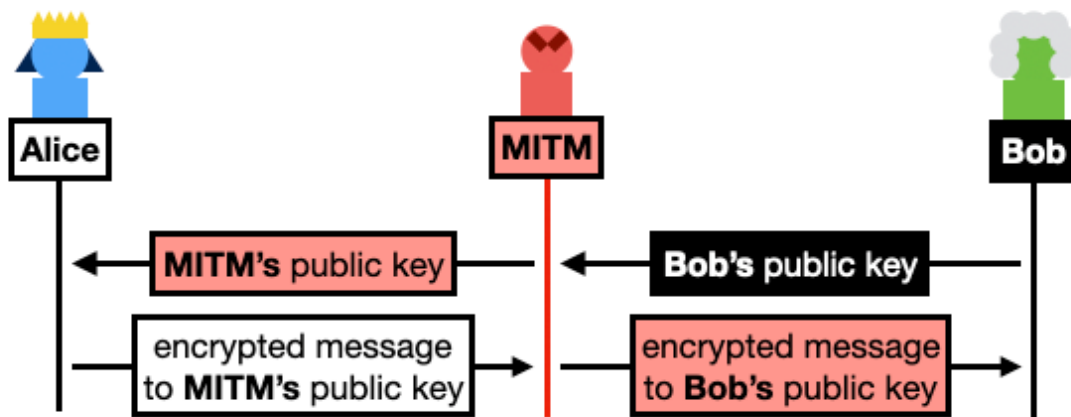 Alice
MITM
Bob
MITM's public key
Bob's public key
encrypted message
to MITM's public key
encrypted message
to Bob's public key